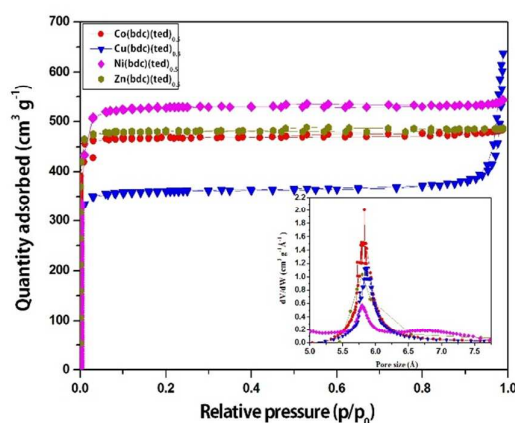 Co(bdc)(ted)0.5
Cu(bdc)(ted)0.5
Ni(bdc)(ted)0.5
Zn(bdc)(ted)0.5
Quantity adsorbed (cm³ g⁻¹)
700
600
500
400
300
200
100
0
0.0 0.2 0.4 0.6 0.8 1.0
Relative pressure (p/p0)
dV/dW (cm³ g⁻¹Å⁻¹)
2.2
2.0
1.8
1.6
1.4
1.2
1.0
0.8
0.6
0.4
0.2
0.0
5.0 5.5 6.0 6.5 7.0 7.5
Pore size (Å)